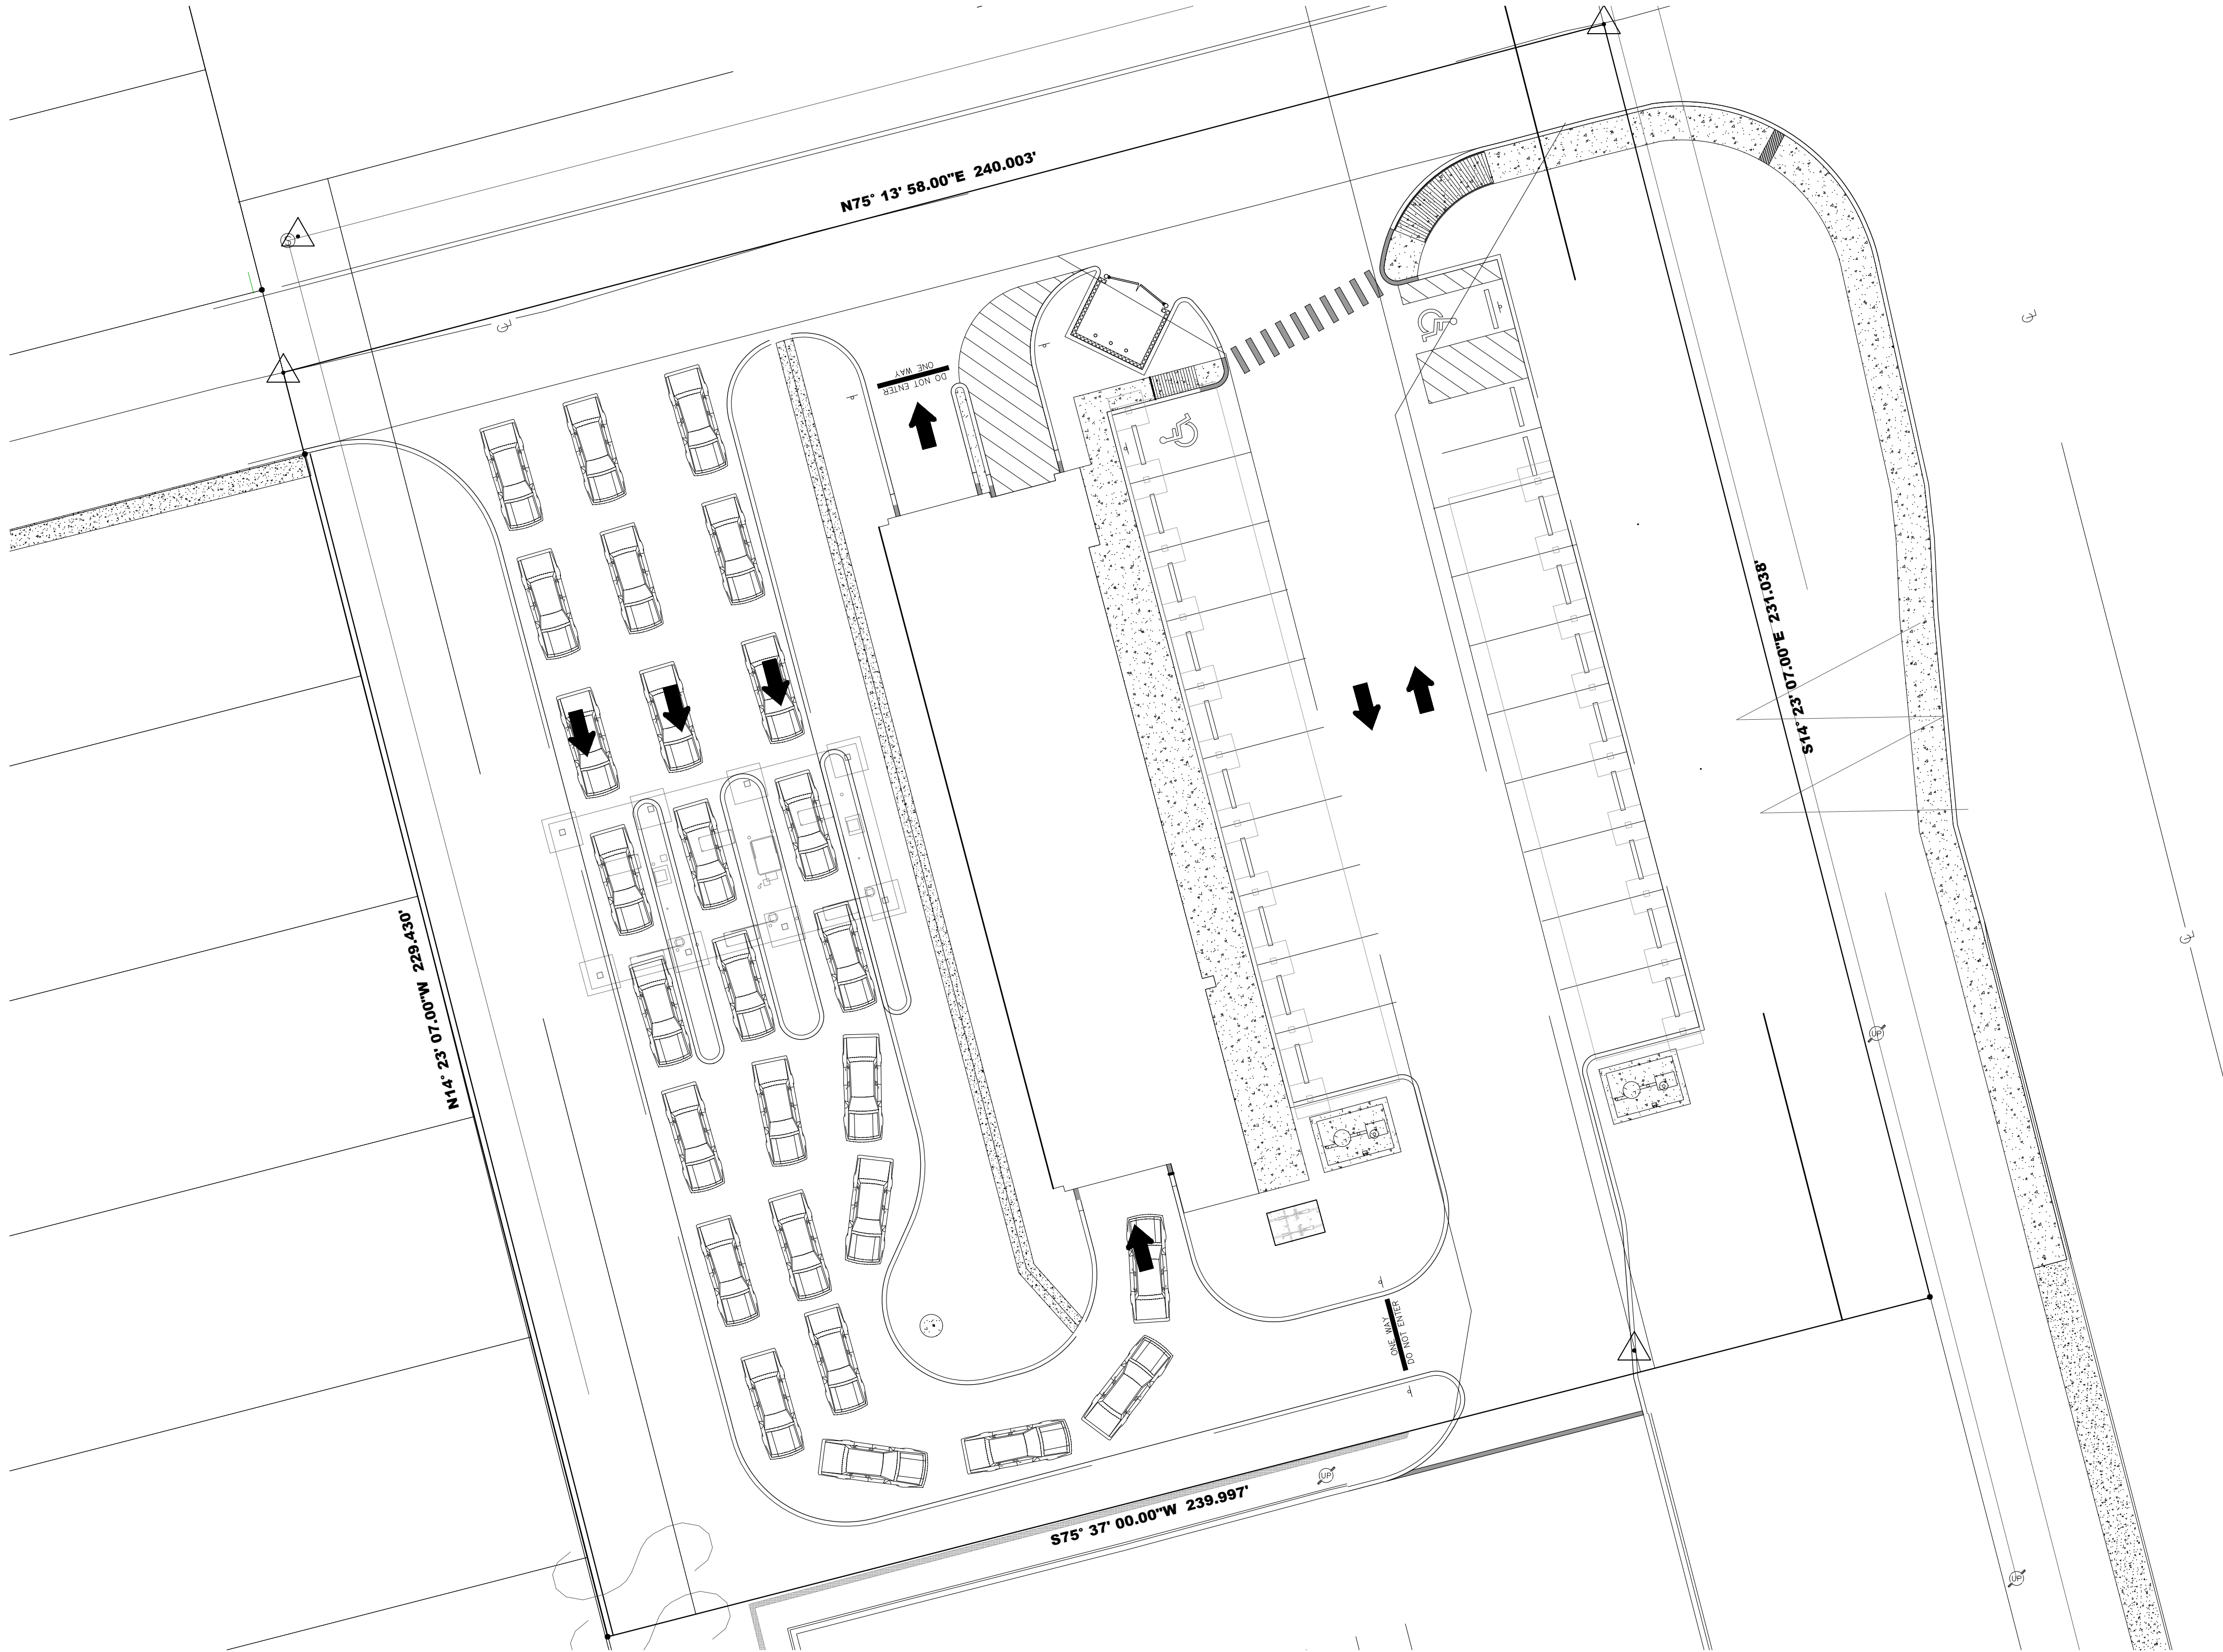 N75° 13' 58.00"E 240.003'
S
ONE WAY
DO NOT ENTER
S14° 23' 07.00"E 231.038'
N14° 23' 07.00"W 229.430'
UP
ONE WAY
DO NOT ENTER
UP
S75° 37' 00.00"W 239.997'
UP